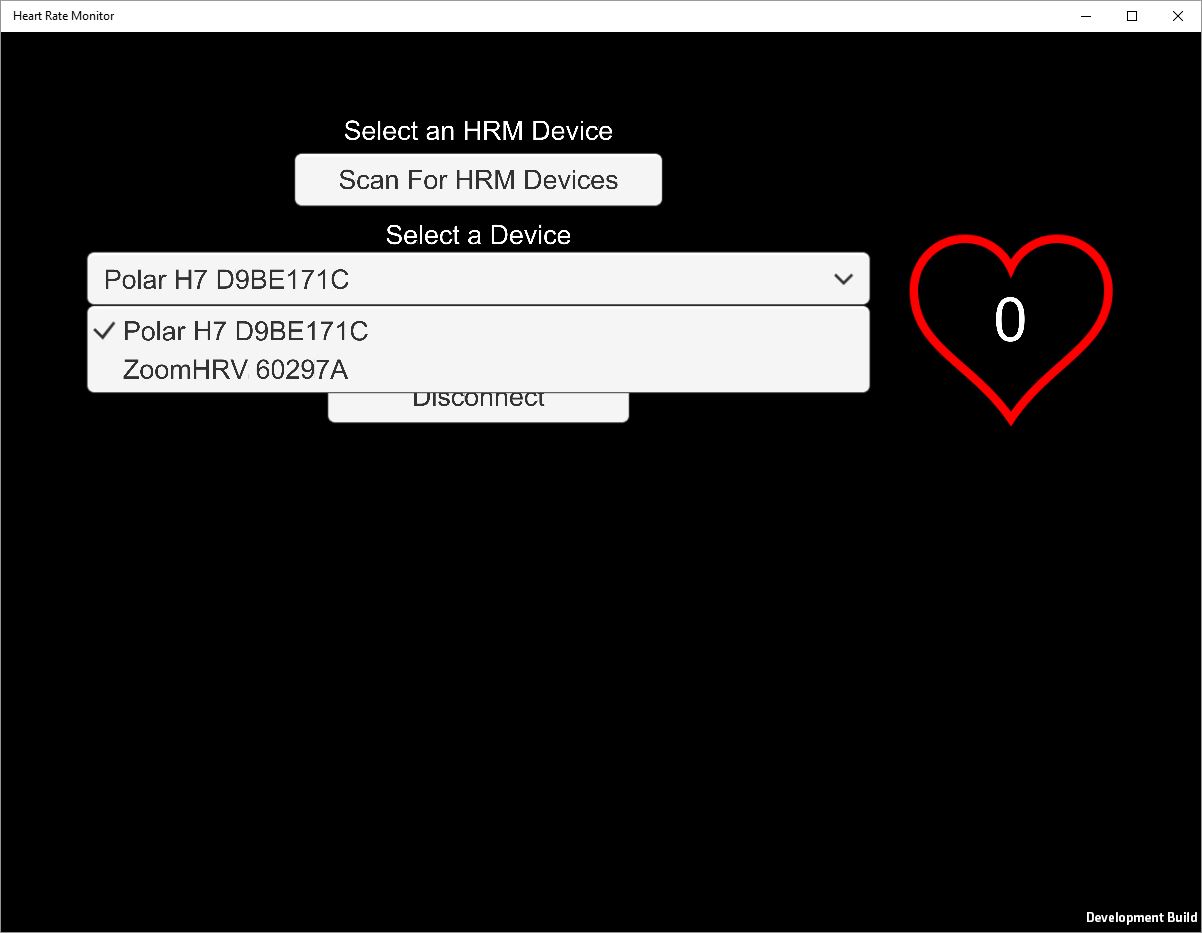 Heart Rate Monitor
Select an HRM Device
Scan For HRM Devices
Select a Device
Polar H7 D9BE171C
Polar H7 D9BE171C
ZoomHRV 60297A
Disconnect
0
Development Build